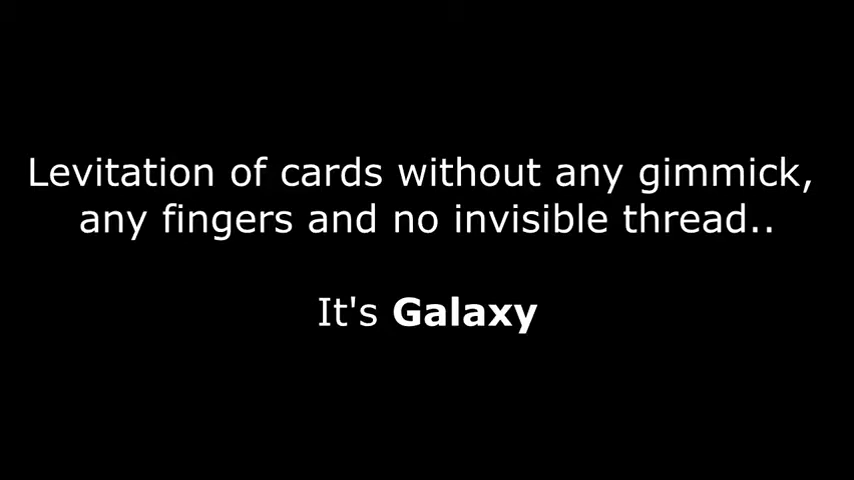 Levitation of cards without any gimmick,
any fingers and no invisible thread..
It's Galaxy